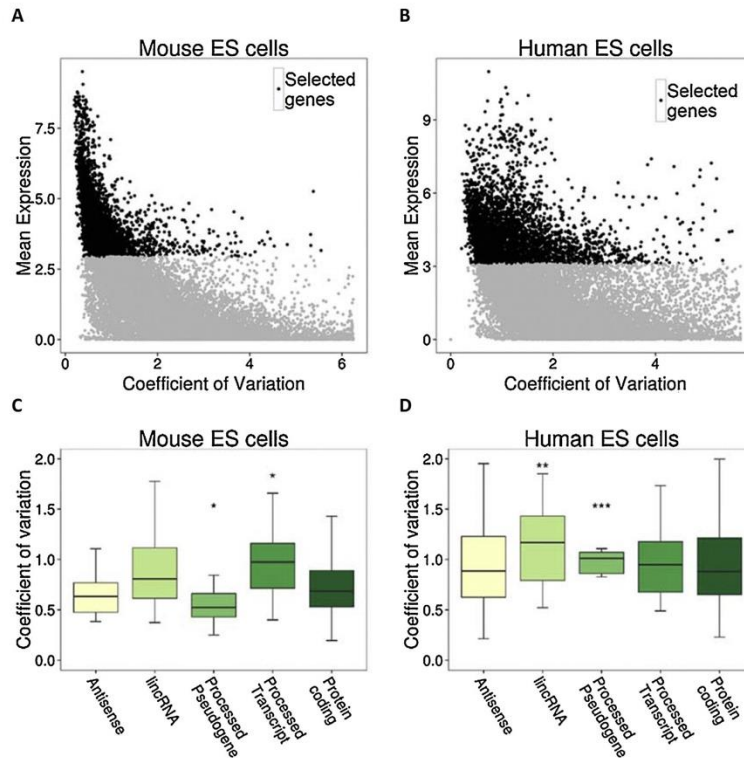 A
Mouse ES cells
Selected
genes
Mean Expression
7.5
5.0
2.5
0.0
0
2
4
6
Coefficient of Variation
B
Human ES cells
Selected
genes
Mean Expression
9
6
3
0
0
2
4
Coefficient of Variation
C
Mouse ES cells
Coefficient of variation
2.0
1.5
1.0
0.5
0.0
*
*
Antisense
lincRNA
Processed
Pseudogene
Processed
Transcript
Protein
coding
D
Human ES cells
Coefficient of variation
2.0
1.5
1.0
0.5
0.0
**
***
Antisense
lincRNA
Processed
Pseudogene
Processed
Transcript
Protein
coding